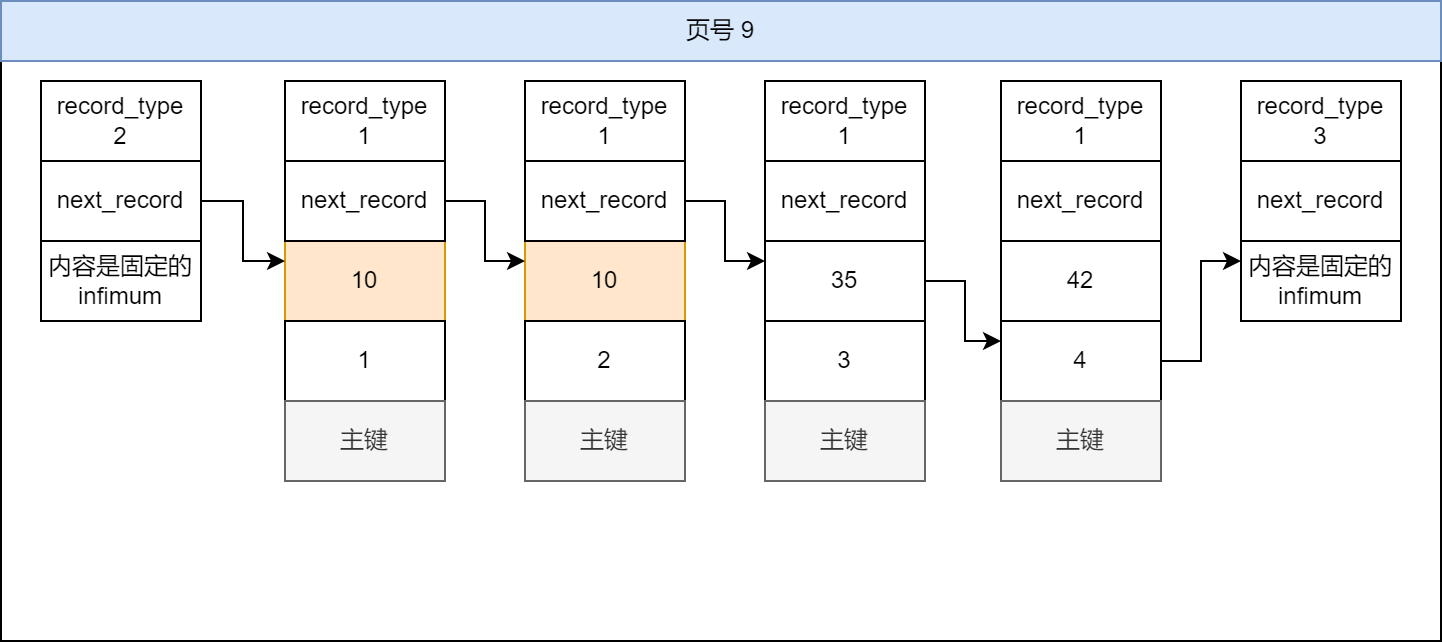 页号 9
record_type
2
next_record
内容是固定的
infimum
record_type
1
next_record
10
1
主键
record_type
1
next_record
10
2
主键
record_type
1
next_record
35
3
主键
record_type
1
next_record
42
4
主键
record_type
3
next_record
内容是固定的
infimum